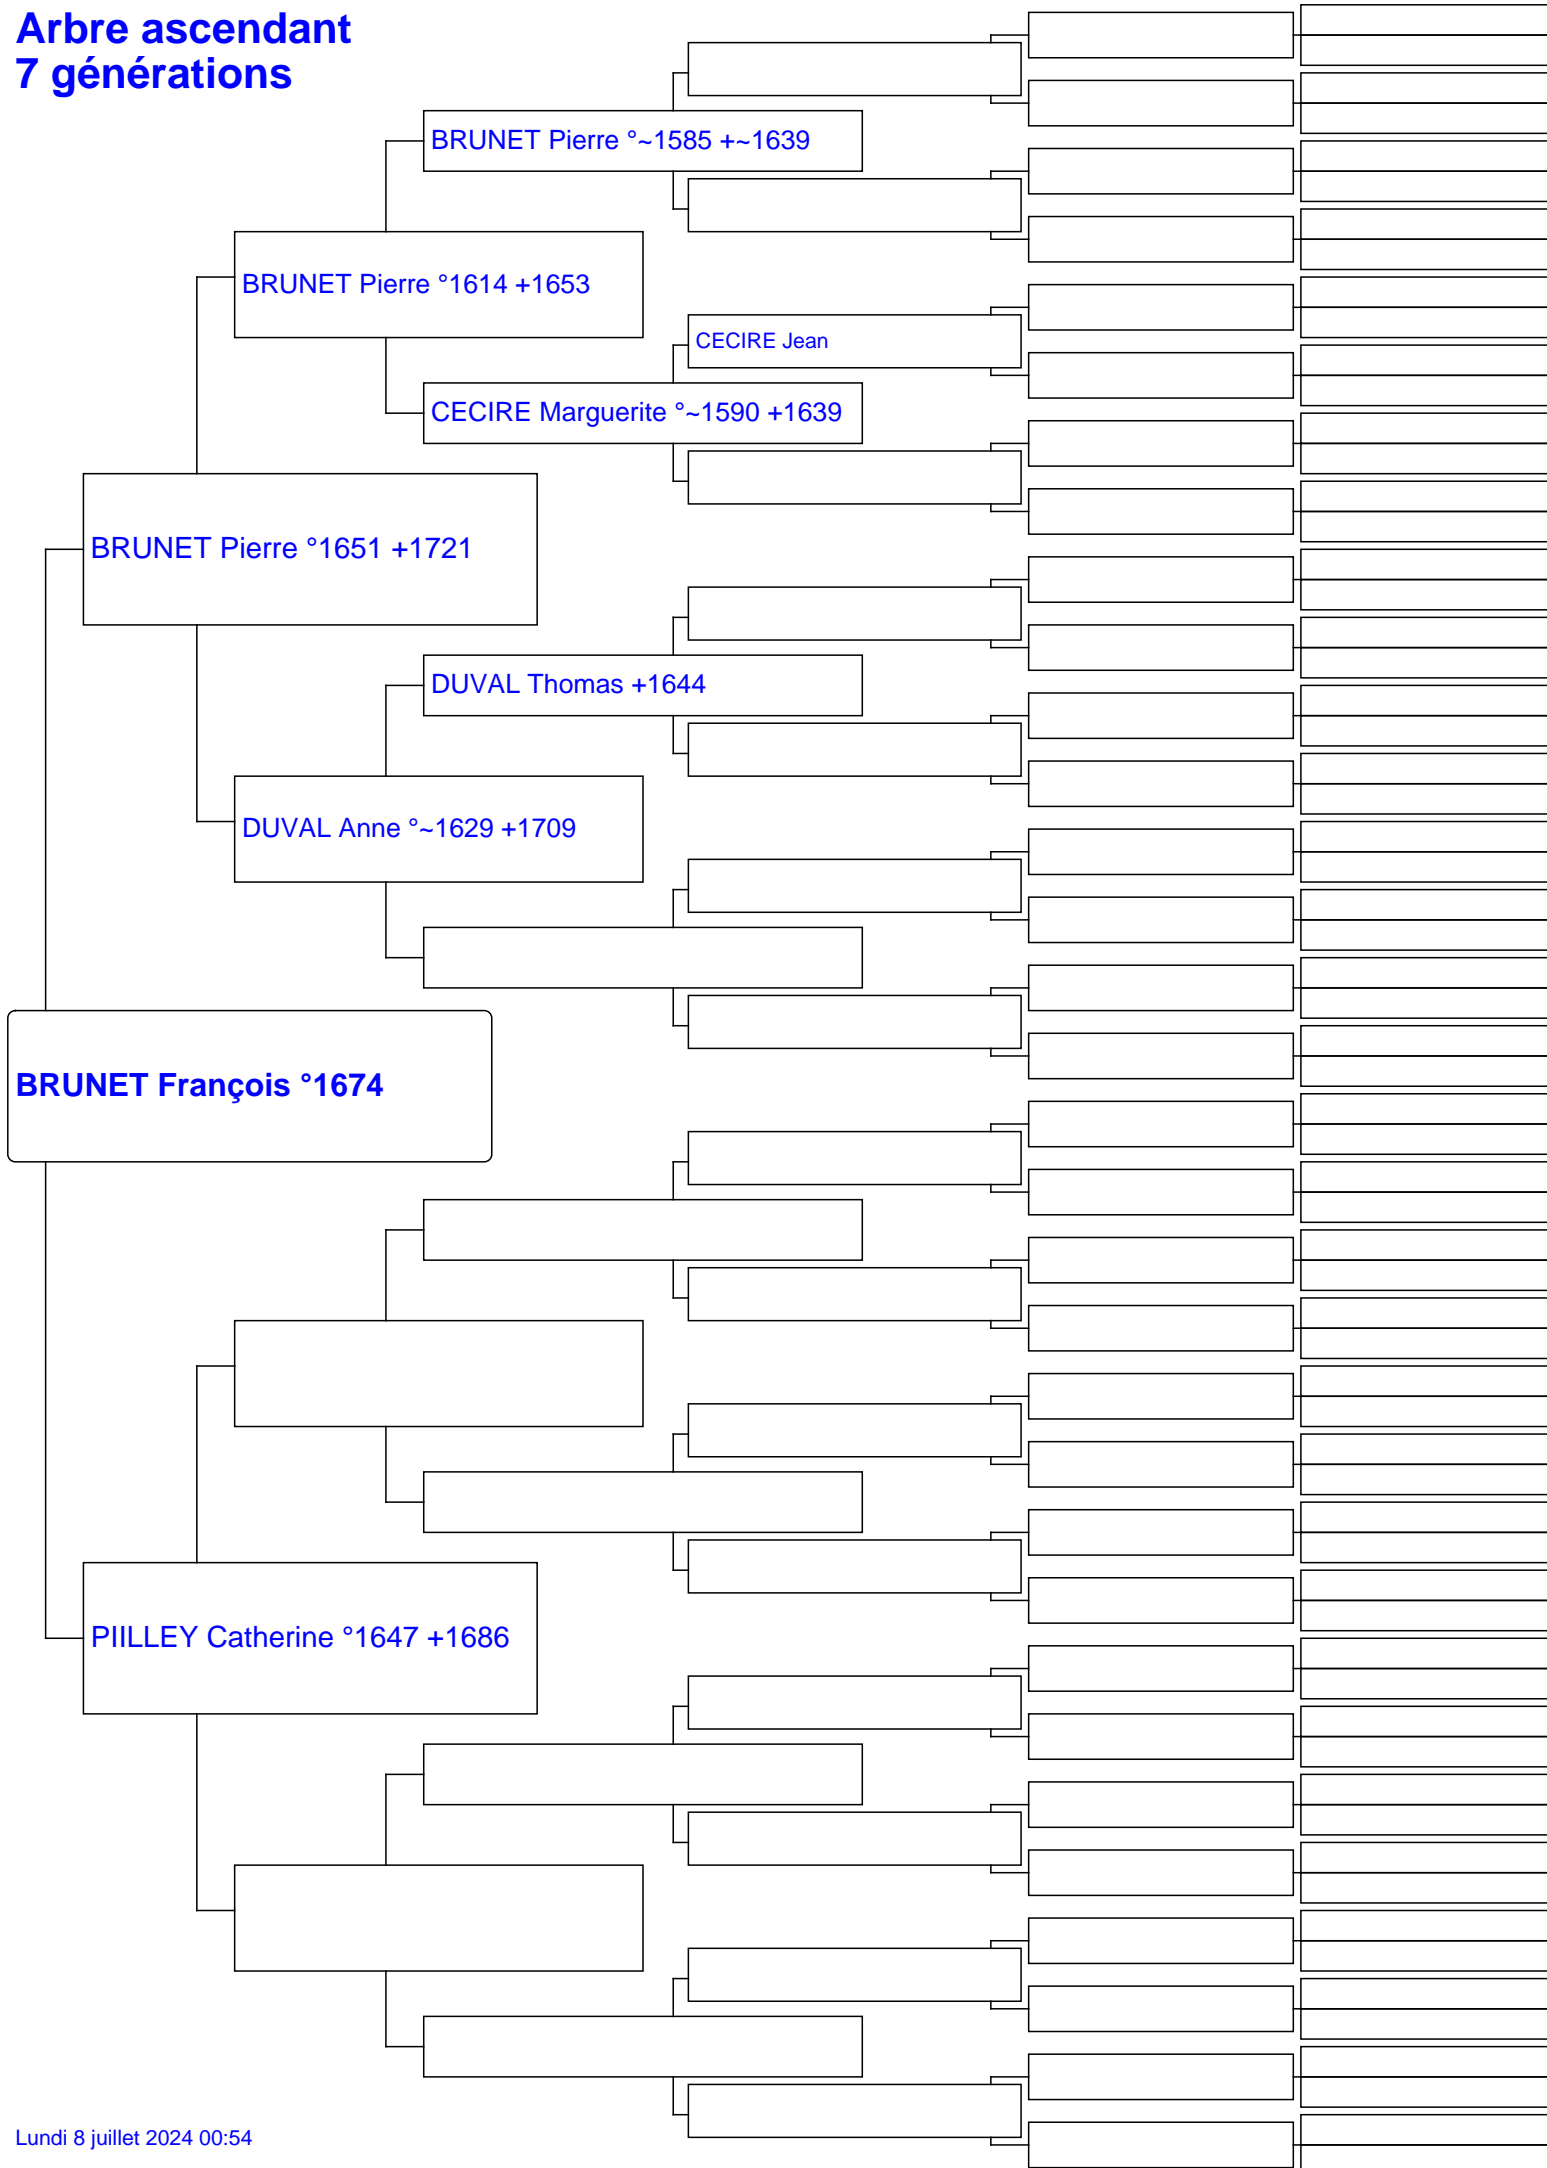 Arbre ascendant
7 générations
BRUNET Pierre °~1585 +~1639
BRUNET Pierre °1614 +1653
CECIRE Jean
CECIRE Marguerite °~1590 +1639
BRUNET Pierre °1651 +1721
DUVAL Thomas +1644
DUVAL Anne °~1629 +1709
BRUNET François °1674
PIILLEY Catherine °1647 +1686
Lundi 8 juillet 2024 00:54